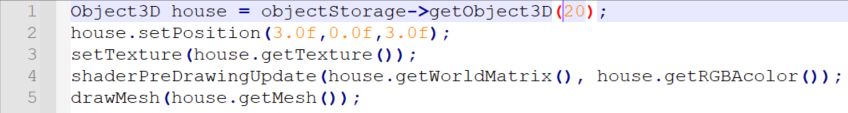 1 Object3D house = objectStorage->getObject3D(20);
2 house.setPosition(3.0f,0.0f,3.0f);
3 setTexture(house.getTexture());
4 shaderPreDrawingUpdate(house.getWorldMatrix(), house.getRGBAcolor());
5 drawMesh(house.getMesh());